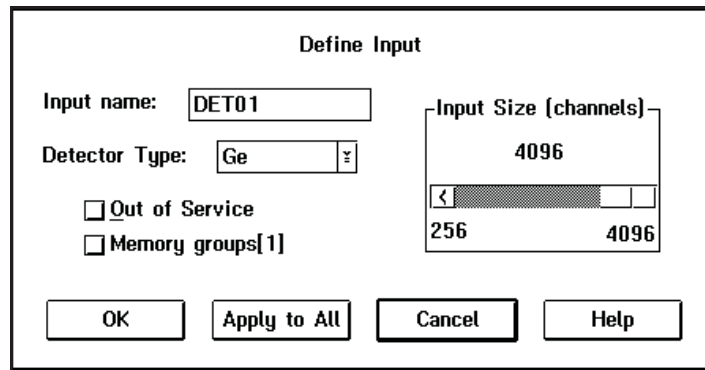 Define Input
Input name: DET01
Input Size (channels)
Detector Type: Ge
4096
Out of Service
256 4096
Memory groups[1]
OK Apply to All Cancel Help